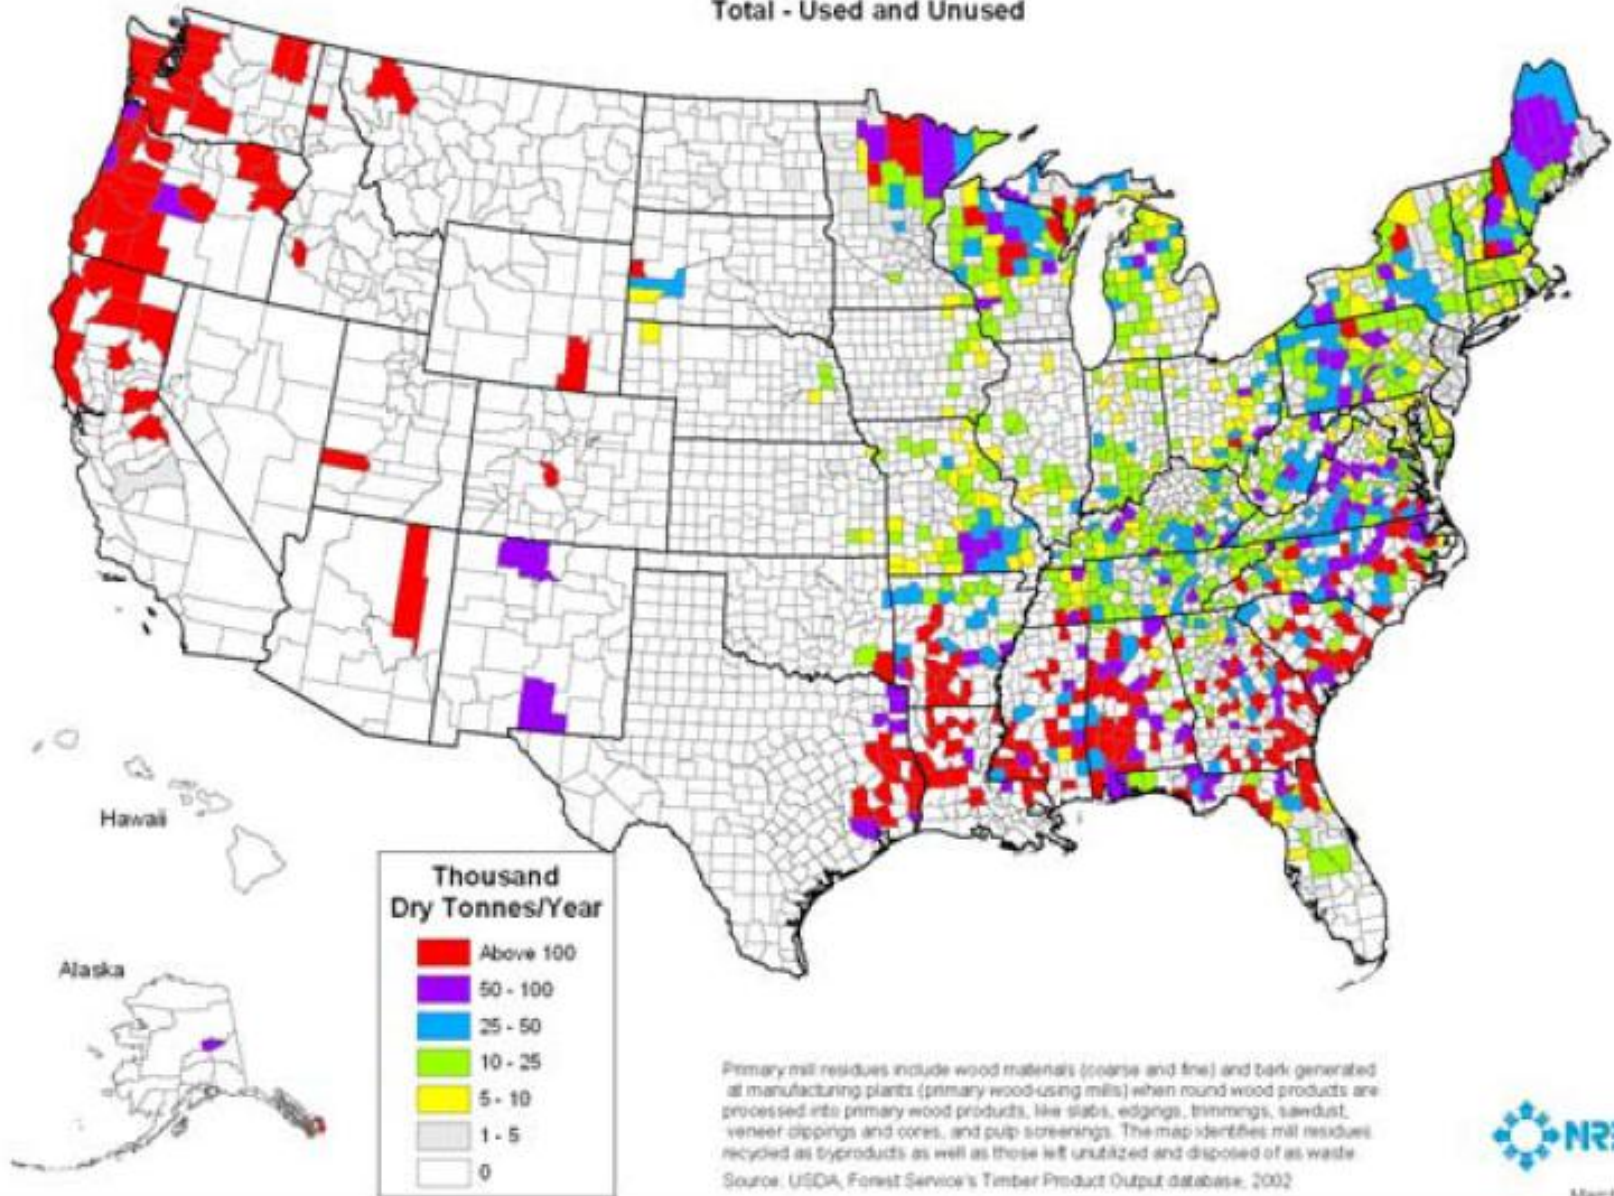 Total - Used and Unused
Hawaii
Alaska
Thousand
Dry Tonnes/Year
Above 100
50 - 100
25 - 50
10 - 25
5 - 10
1 - 5
0
Primary mill residues include wood materials (coarse and fine) and bark generated
at manufacturing plants (primary wood-using mills) when round wood products are
processed into primary wood products, like slabs, edgings, trimmings, sawdust,
veneer clippings and cores, and pulp screenings. The map identifies mill residues
recycled as byproducts as well as those left unutilized and disposed of as waste.
Source: USDA, Forest Service's Timber Product Output database, 2002